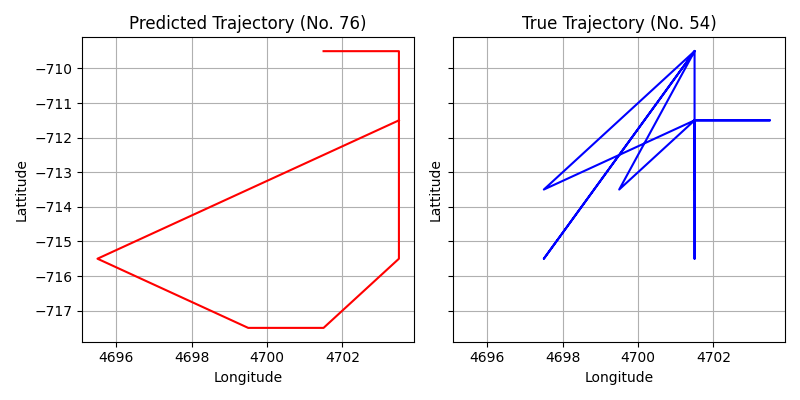 Predicted Trajectory (No. 76)
−710
−711
−712
−713
−714
−715
−716
−717
Lattitude
4696 4698 4700 4702
Longitude
True Trajectory (No. 54)
Lattitude
4696 4698 4700 4702
Longitude